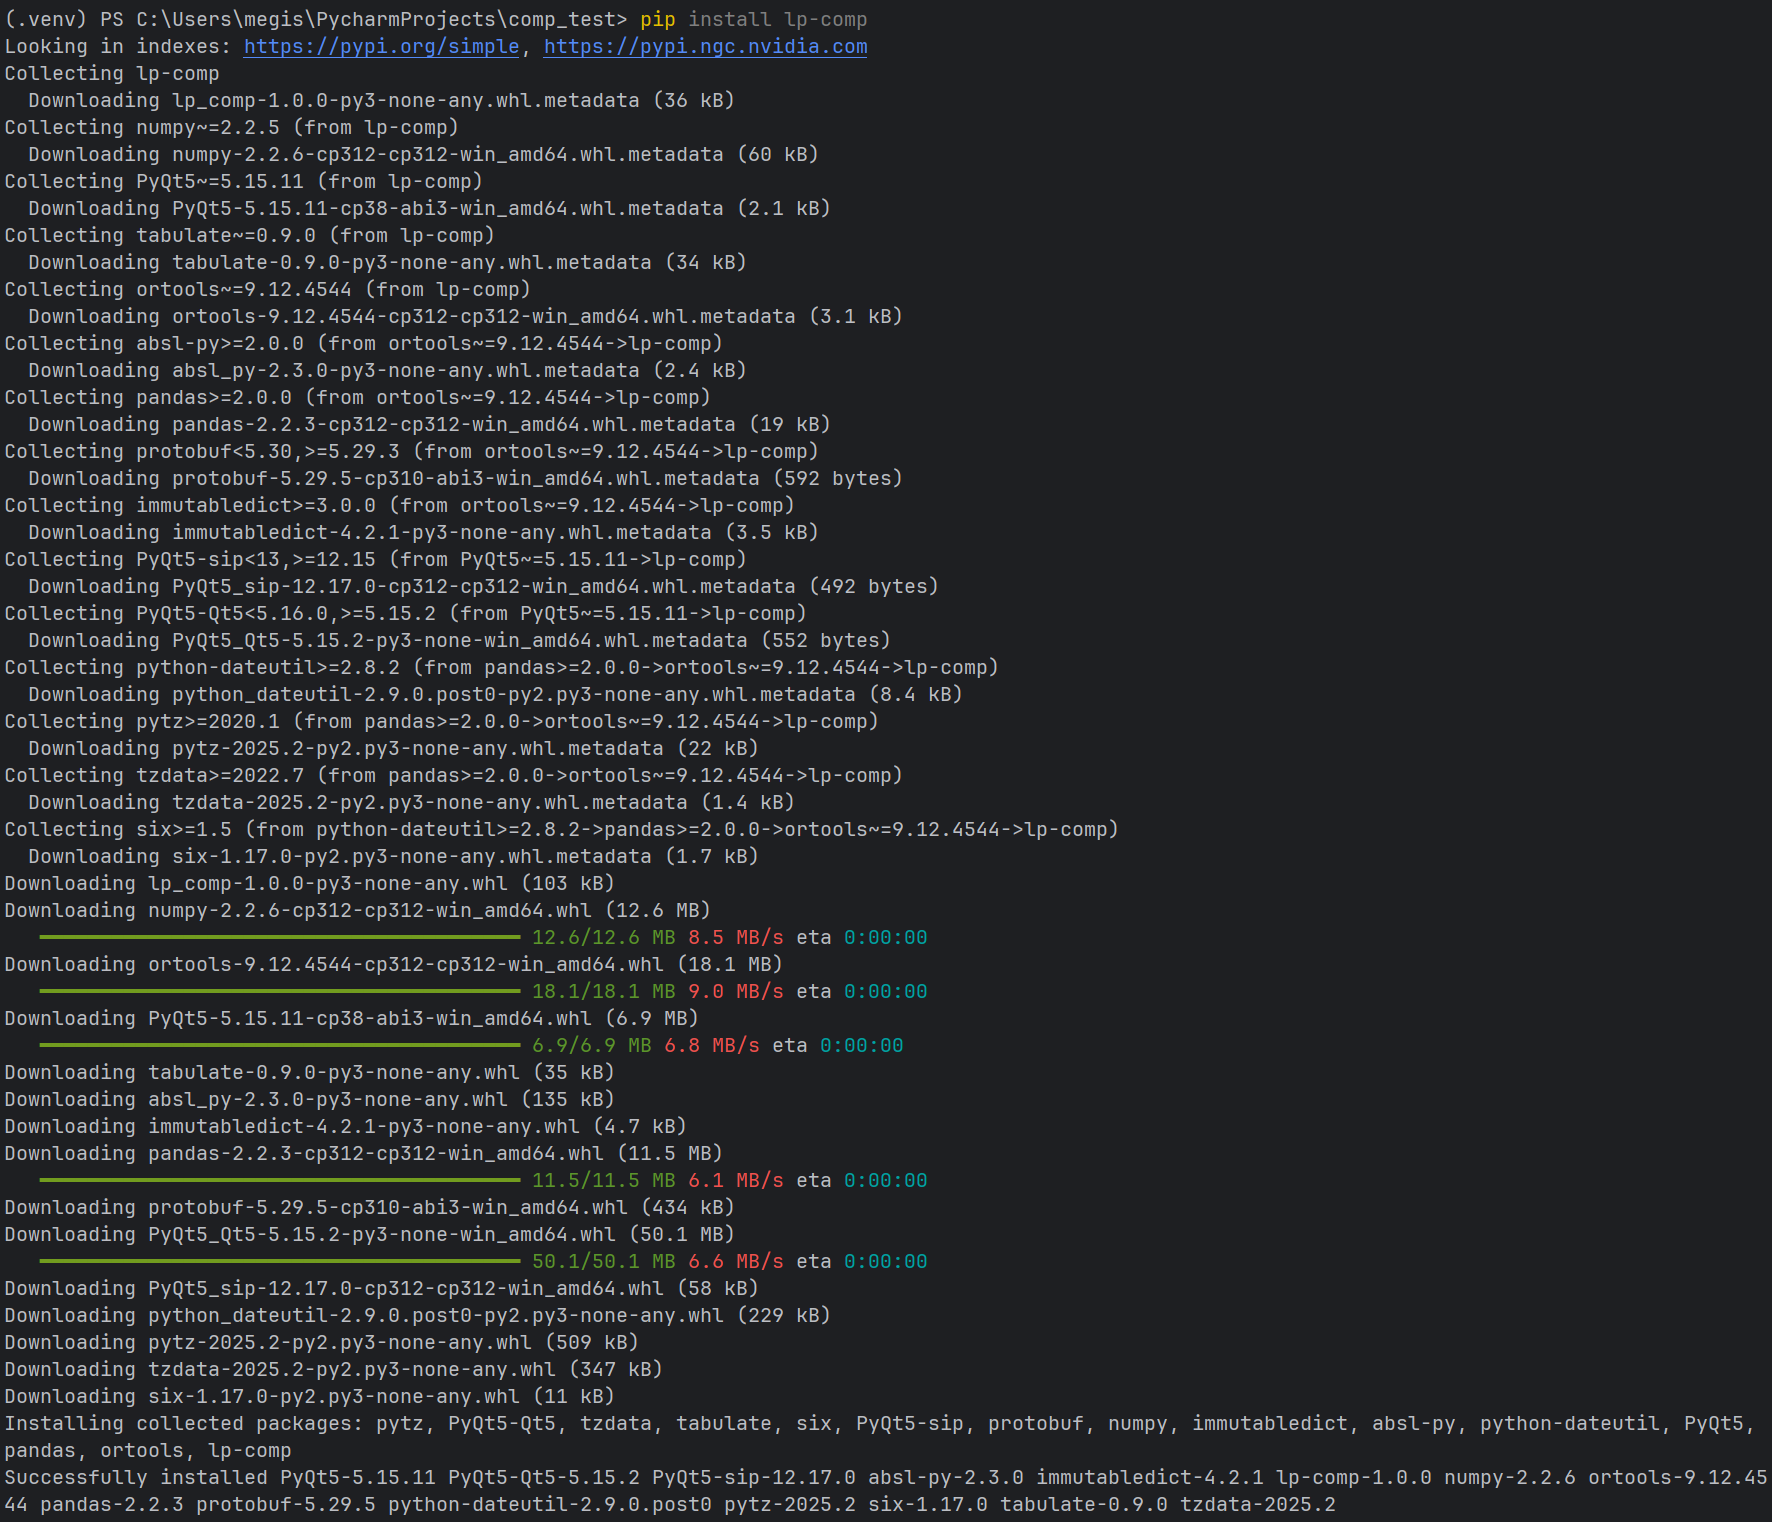 (.venv) PS C:\Users\megis\PycharmProjects\comp_test> pip install lp-comp
Looking in indexes: https://pypi.org/simple, https://pypi.ngc.nvidia.com
Collecting lp-comp
  Downloading lp_comp-1.0.0-py3-none-any.whl.metadata (36 kB)
Collecting numpy~=2.2.5 (from lp-comp)
  Downloading numpy-2.2.6-cp312-cp312-win_amd64.whl.metadata (60 kB)
Collecting PyQt5~=5.15.11 (from lp-comp)
  Downloading PyQt5-5.15.11-cp38-abi3-win_amd64.whl.metadata (2.1 kB)
Collecting tabulate~=0.9.0 (from lp-comp)
  Downloading tabulate-0.9.0-py3-none-any.whl.metadata (34 kB)
Collecting ortools~=9.12.4544 (from lp-comp)
  Downloading ortools-9.12.4544-cp312-cp312-win_amd64.whl.metadata (3.1 kB)
Collecting absl-py>=2.0.0 (from ortools~=9.12.4544->lp-comp)
  Downloading absl_py-2.3.0-py3-none-any.whl.metadata (2.4 kB)
Collecting pandas>=2.0.0 (from ortools~=9.12.4544->lp-comp)
  Downloading pandas-2.2.3-cp312-cp312-win_amd64.whl.metadata (19 kB)
Collecting protobuf<5.30,>=5.29.3 (from ortools~=9.12.4544->lp-comp)
  Downloading protobuf-5.29.5-cp310-abi3-win_amd64.whl.metadata (592 bytes)
Collecting immutabledict>=3.0.0 (from ortools~=9.12.4544->lp-comp)
  Downloading immutabledict-4.2.1-py3-none-any.whl.metadata (3.5 kB)
Collecting PyQt5-sip<13,>=12.15 (from PyQt5~=5.15.11->lp-comp)
  Downloading PyQt5_sip-12.17.0-cp312-cp312-win_amd64.whl.metadata (492 bytes)
Collecting PyQt5-Qt5<5.16.0,>=5.15.2 (from PyQt5~=5.15.11->lp-comp)
  Downloading PyQt5_Qt5-5.15.2-py3-none-win_amd64.whl.metadata (552 bytes)
Collecting python-dateutil>=2.8.2 (from pandas>=2.0.0->ortools~=9.12.4544->lp-comp)
  Downloading python_dateutil-2.9.0.post0-py2.py3-none-any.whl.metadata (8.4 kB)
Collecting pytz>=2020.1 (from pandas>=2.0.0->ortools~=9.12.4544->lp-comp)
  Downloading pytz-2025.2-py2.py3-none-any.whl.metadata (22 kB)
Collecting tzdata>=2022.7 (from pandas>=2.0.0->ortools~=9.12.4544->lp-comp)
  Downloading tzdata-2025.2-py2.py3-none-any.whl.metadata (1.4 kB)
Collecting six>=1.5 (from python-dateutil>=2.8.2->pandas>=2.0.0->ortools~=9.12.4544->lp-comp)
  Downloading six-1.17.0-py2.py3-none-any.whl.metadata (1.7 kB)
Downloading lp_comp-1.0.0-py3-none-any.whl (103 kB)
Downloading numpy-2.2.6-cp312-cp312-win_amd64.whl (12.6 MB)
12.6/12.6 MB 8.5 MB/s eta 0:00:00
Downloading ortools-9.12.4544-cp312-cp312-win_amd64.whl (18.1 MB)
18.1/18.1 MB 9.0 MB/s eta 0:00:00
Downloading PyQt5-5.15.11-cp38-abi3-win_amd64.whl (6.9 MB)
6.9/6.9 MB 6.8 MB/s eta 0:00:00
Downloading tabulate-0.9.0-py3-none-any.whl (35 kB)
Downloading absl_py-2.3.0-py3-none-any.whl (135 kB)
Downloading immutabledict-4.2.1-py3-none-any.whl (4.7 kB)
Downloading pandas-2.2.3-cp312-cp312-win_amd64.whl (11.5 MB)
11.5/11.5 MB 6.1 MB/s eta 0:00:00
Downloading protobuf-5.29.5-cp310-abi3-win_amd64.whl (434 kB)
Downloading PyQt5_Qt5-5.15.2-py3-none-win_amd64.whl (50.1 MB)
50.1/50.1 MB 6.6 MB/s eta 0:00:00
Downloading PyQt5_sip-12.17.0-cp312-cp312-win_amd64.whl (58 kB)
Downloading python_dateutil-2.9.0.post0-py2.py3-none-any.whl (229 kB)
Downloading pytz-2025.2-py2.py3-none-any.whl (509 kB)
Downloading tzdata-2025.2-py2.py3-none-any.whl (347 kB)
Downloading six-1.17.0-py2.py3-none-any.whl (11 kB)
Installing collected packages: pytz, PyQt5-Qt5, tzdata, tabulate, six, PyQt5-sip, protobuf, numpy, immutabledict, absl-py, python-dateutil, PyQt5,
pandas, ortools, lp-comp
Successfully installed PyQt5-5.15.11 PyQt5-Qt5-5.15.2 PyQt5-sip-12.17.0 absl-py-2.3.0 immutabledict-4.2.1 lp-comp-1.0.0 numpy-2.2.6 ortools-9.12.45
44 pandas-2.2.3 protobuf-5.29.5 python-dateutil-2.9.0.post0 pytz-2025.2 six-1.17.0 tabulate-0.9.0 tzdata-2025.2